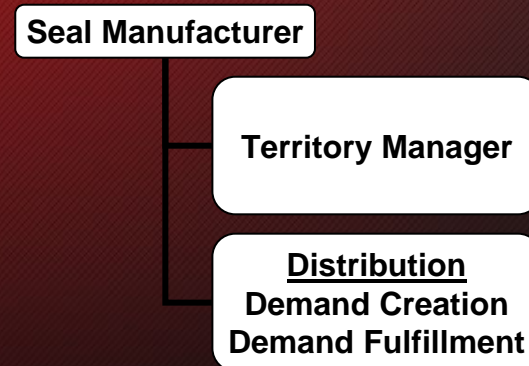 Seal Manufacturer
Territory Manager
Distribution
Demand Creation
Demand Fulfillment